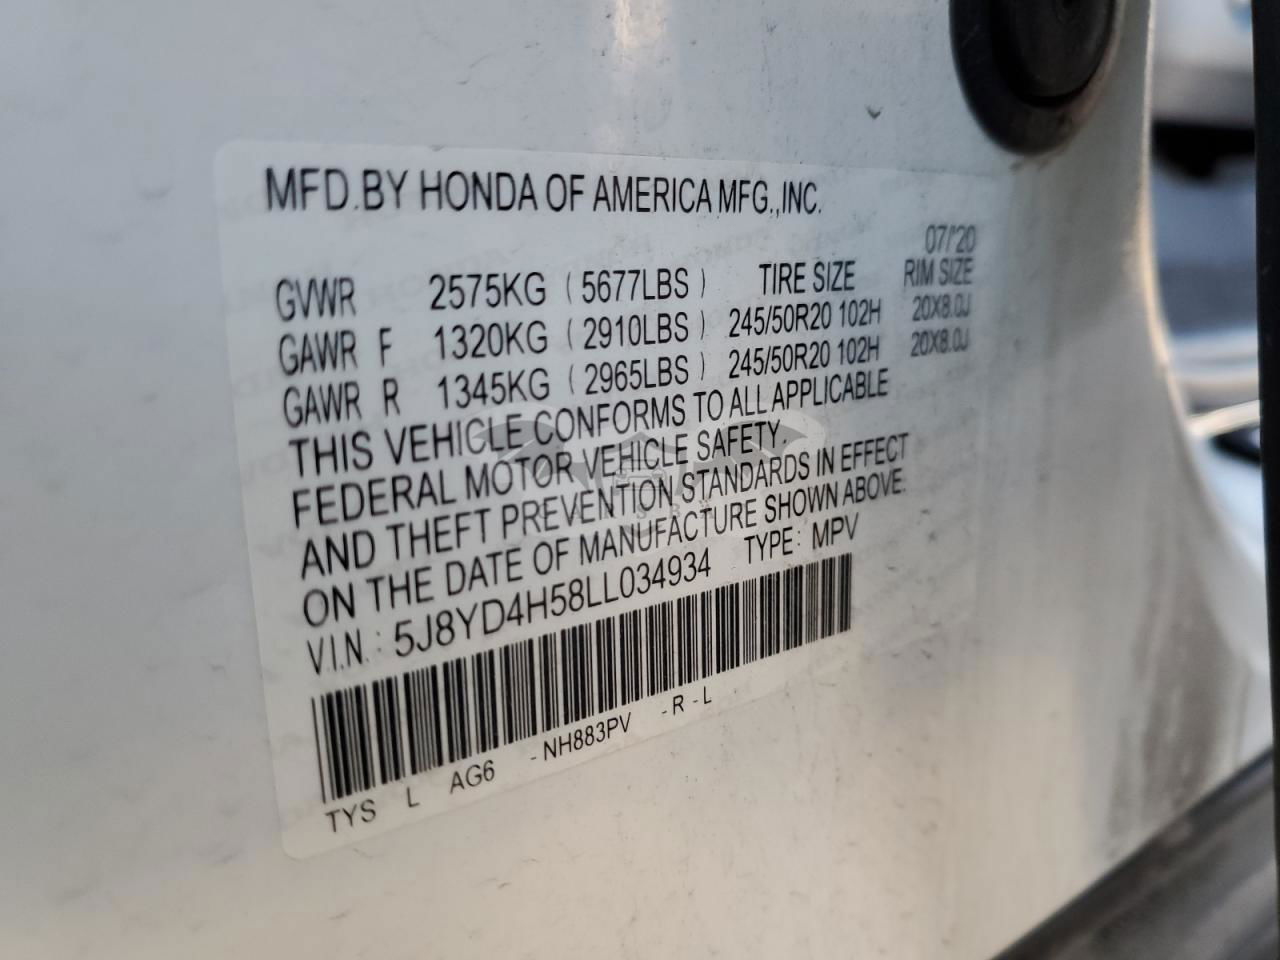 MFD.BY HONDA OF AMERICA MFG.,INC.
07/'20
GVWR 2575KG (5677LBS) TIRE SIZE RIM SIZE
GAWR F 1320KG (2910LBS) 245/50R20 102H 20X8.0J
GAWR R 1345KG (2965LBS) 245/50R20 102H 20X8.0J
THIS VEHICLE CONFORMS TO ALL APPLICABLE
FEDERAL MOTOR VEHICLE SAFETY,
AND THEFT PREVENTION STANDARDS IN EFFECT
ON THE DATE OF MANUFACTURE SHOWN ABOVE.
V.I.N.: 5J8YD4H58LL034934 TYPE: MPV
TYS L AG6 -NH883PV -R-L